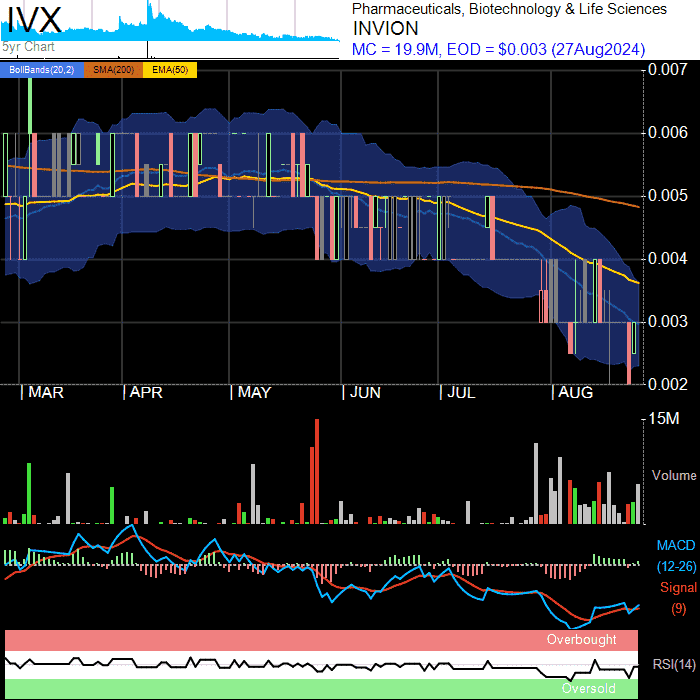 IVX
5yr Chart
Pharmaceuticals, Biotechnology & Life Sciences
INVION
MC = 19.9M, EOD = $0.003 (27Aug2024)
BollBands(20,2) SMA(200) EMA(50)
0.007
0.006
0.005
0.004
0.003
0.002
MAR APR MAY JUN JUL AUG
15M
Volume
MACD
(12-26)
Signal
(9)
Overbought
RSI(14)
Oversold